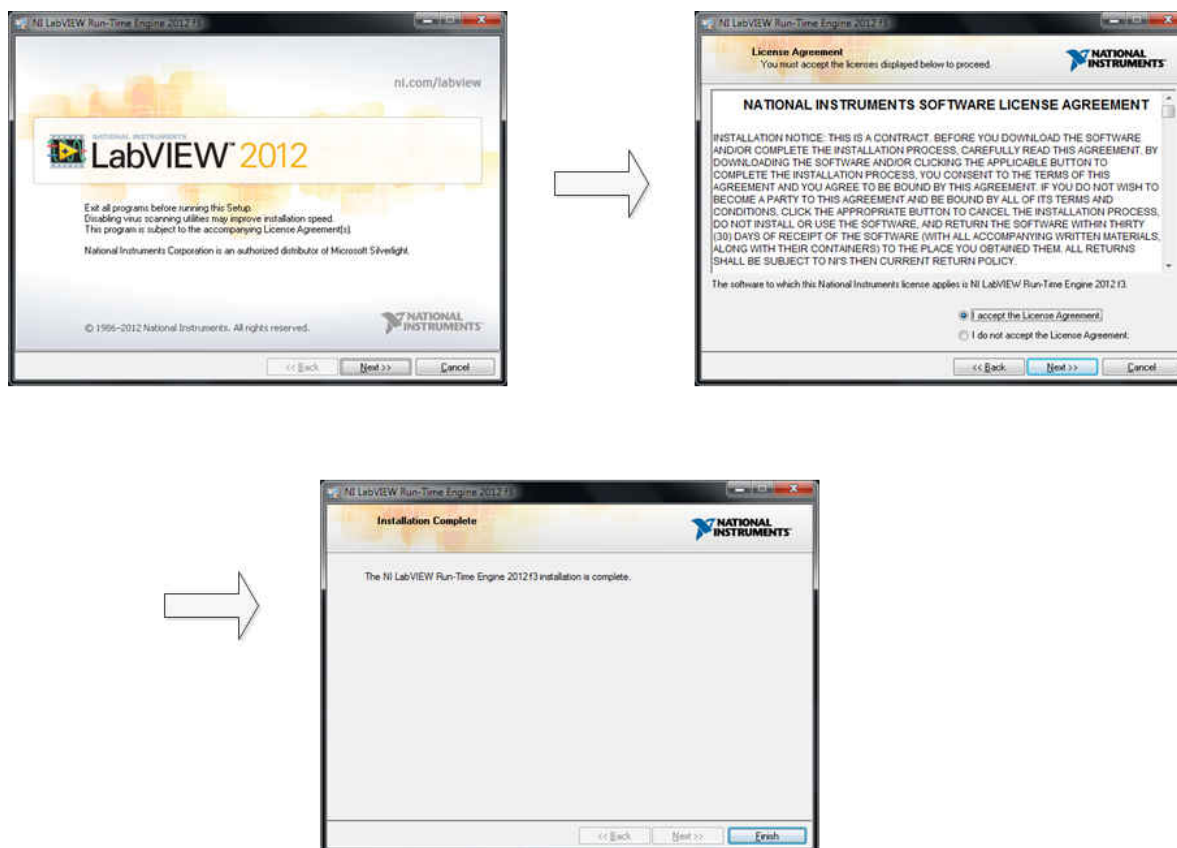 NI LabVIEW Run-Time Engine 2012 f3
ni.com/labview
NATIONAL INSTRUMENTS
LabVIEW™ 2012
Exit all programs before running this Setup.
Disabling virus scanning utilities may improve installation speed.
This program is subject to the accompanying License Agreement(s).
National Instruments Corporation is an authorized distributor of Microsoft Silverlight.
© 1986–2012 National Instruments. All rights reserved.
NATIONAL
INSTRUMENTS
<< Back
Next >>
Cancel
NI LabVIEW Run-Time Engine 2012 f3
License Agreement
You must accept the licenses displayed below to proceed.
NATIONAL
INSTRUMENTS
NATIONAL INSTRUMENTS SOFTWARE LICENSE AGREEMENT
INSTALLATION NOTICE: THIS IS A CONTRACT. BEFORE YOU DOWNLOAD THE SOFTWARE
AND/OR COMPLETE THE INSTALLATION PROCESS, CAREFULLY READ THIS AGREEMENT. BY
DOWNLOADING THE SOFTWARE AND/OR CLICKING THE APPLICABLE BUTTON TO
COMPLETE THE INSTALLATION PROCESS, YOU CONSENT TO THE TERMS OF THIS
AGREEMENT AND YOU AGREE TO BE BOUND BY THIS AGREEMENT. IF YOU DO NOT WISH TO
BECOME A PARTY TO THIS AGREEMENT AND BE BOUND BY ALL OF ITS TERMS AND
CONDITIONS, CLICK THE APPROPRIATE BUTTON TO CANCEL THE INSTALLATION PROCESS,
DO NOT INSTALL OR USE THE SOFTWARE, AND RETURN THE SOFTWARE WITHIN THIRTY
(30) DAYS OF RECEIPT OF THE SOFTWARE (WITH ALL ACCOMPANYING WRITTEN MATERIALS,
ALONG WITH THEIR CONTAINERS) TO THE PLACE YOU OBTAINED THEM. ALL RETURNS
SHALL BE SUBJECT TO NI'S THEN CURRENT RETURN POLICY.
The software to which this National Instruments license applies is NI LabVIEW Run-Time Engine 2012 f3.
I accept the License Agreement.
I do not accept the License Agreement.
<< Back
Next >>
Cancel
NI LabVIEW Run-Time Engine 2012 f3
Installation Complete
NATIONAL
INSTRUMENTS
The NI LabVIEW Run-Time Engine 2012 f3 installation is complete.
<< Back
Next >>
Finish